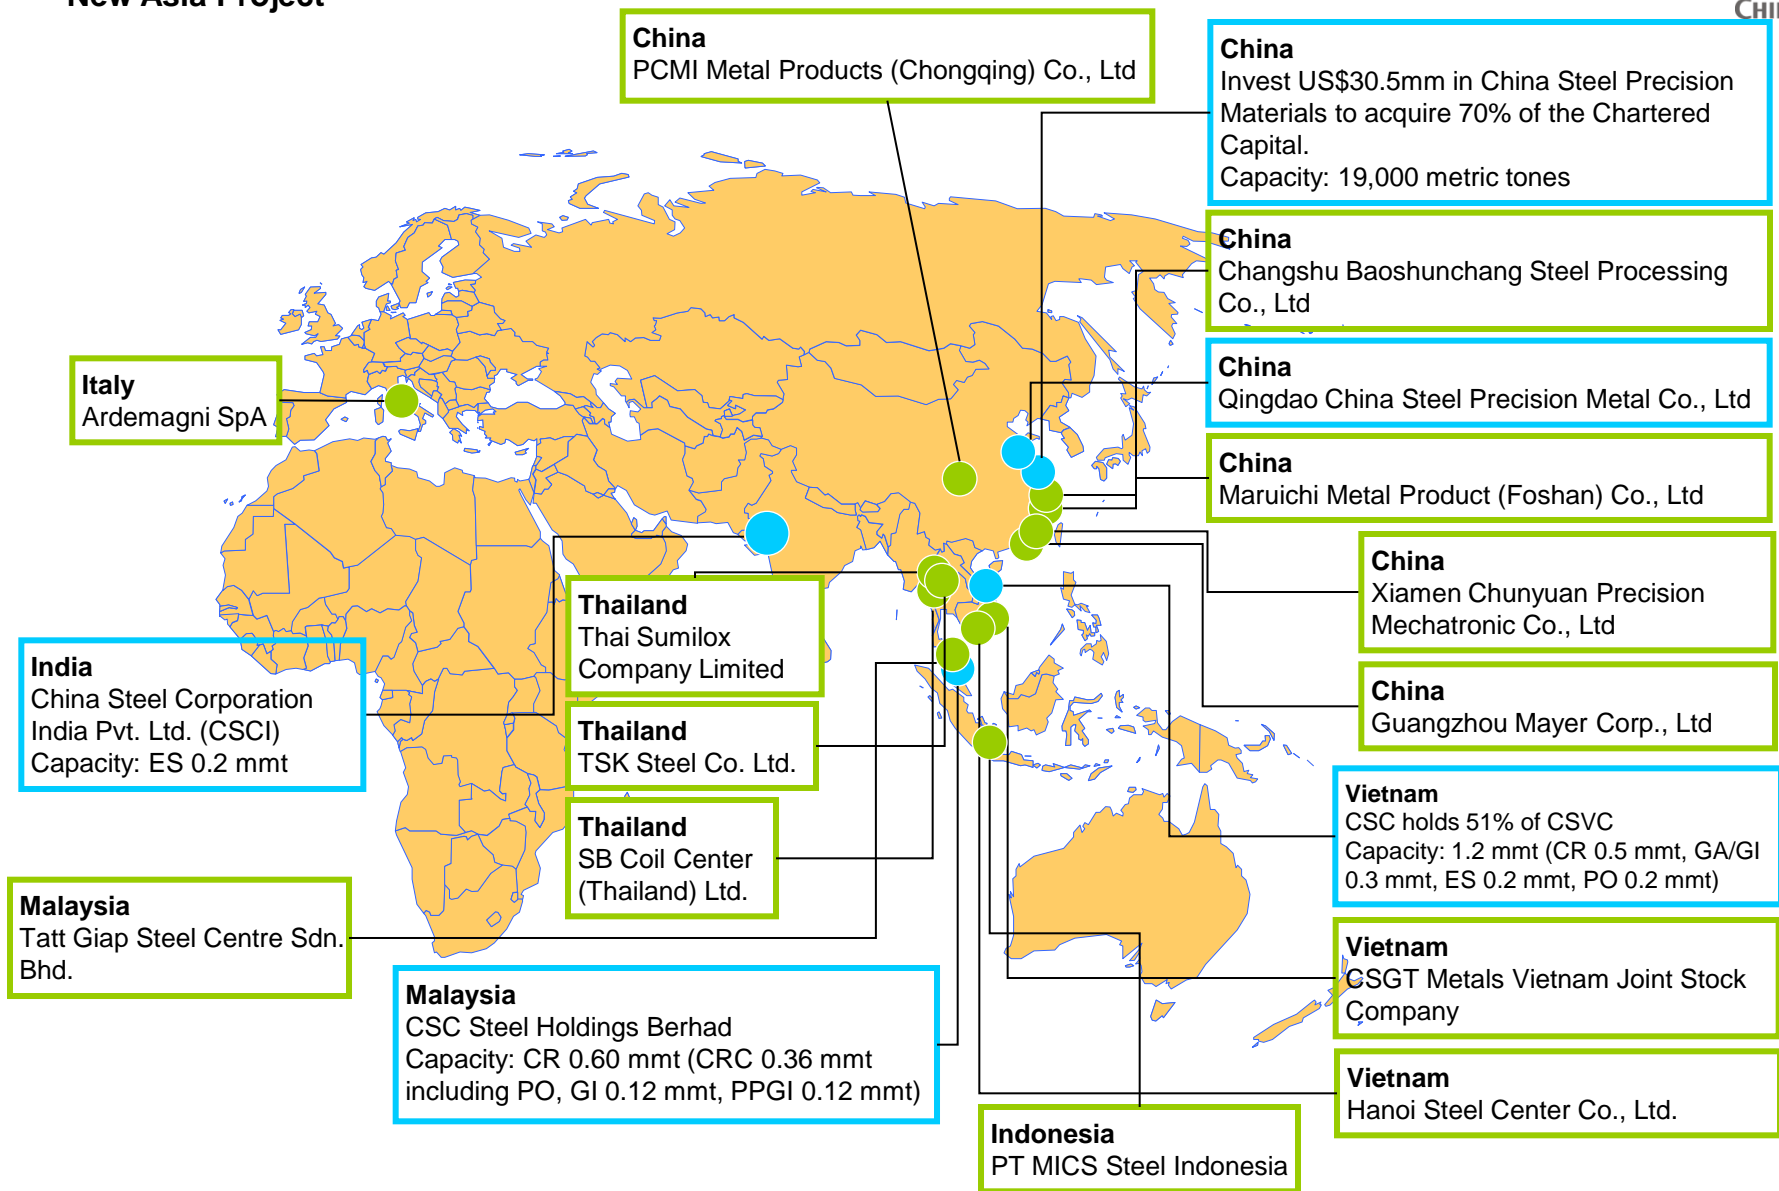 New Asia Project
China
PCMI Metal Products (Chongqing) Co., Ltd
China
Invest US$30.5mm in China Steel Precision
Materials to acquire 70% of the Chartered
Capital.
Capacity: 19,000 metric tones
China
Changshu Baoshunchang Steel Processing
Co., Ltd
China
Qingdao China Steel Precision Metal Co., Ltd
China
Maruichi Metal Product (Foshan) Co., Ltd
China
Xiamen Chunyuan Precision
Mechatronic Co., Ltd
China
Guangzhou Mayer Corp., Ltd
Italy
Ardemagni SpA
India
China Steel Corporation
India Pvt. Ltd. (CSCI)
Capacity: ES 0.2 mmt
Thailand
Thai Sumilox
Company Limited
Thailand
TSK Steel Co. Ltd.
Thailand
SB Coil Center
(Thailand) Ltd.
Malaysia
Tatt Giap Steel Centre Sdn.
Bhd.
Malaysia
CSC Steel Holdings Berhad
Capacity: CR 0.60 mmt (CRC 0.36 mmt
including PO, GI 0.12 mmt, PPGI 0.12 mmt)
Vietnam
CSC holds 51% of CSVC
Capacity: 1.2 mmt (CR 0.5 mmt, GA/GI
0.3 mmt, ES 0.2 mmt, PO 0.2 mmt)
Vietnam
CSGT Metals Vietnam Joint Stock
Company
Vietnam
Hanoi Steel Center Co., Ltd.
Indonesia
PT MICS Steel Indonesia